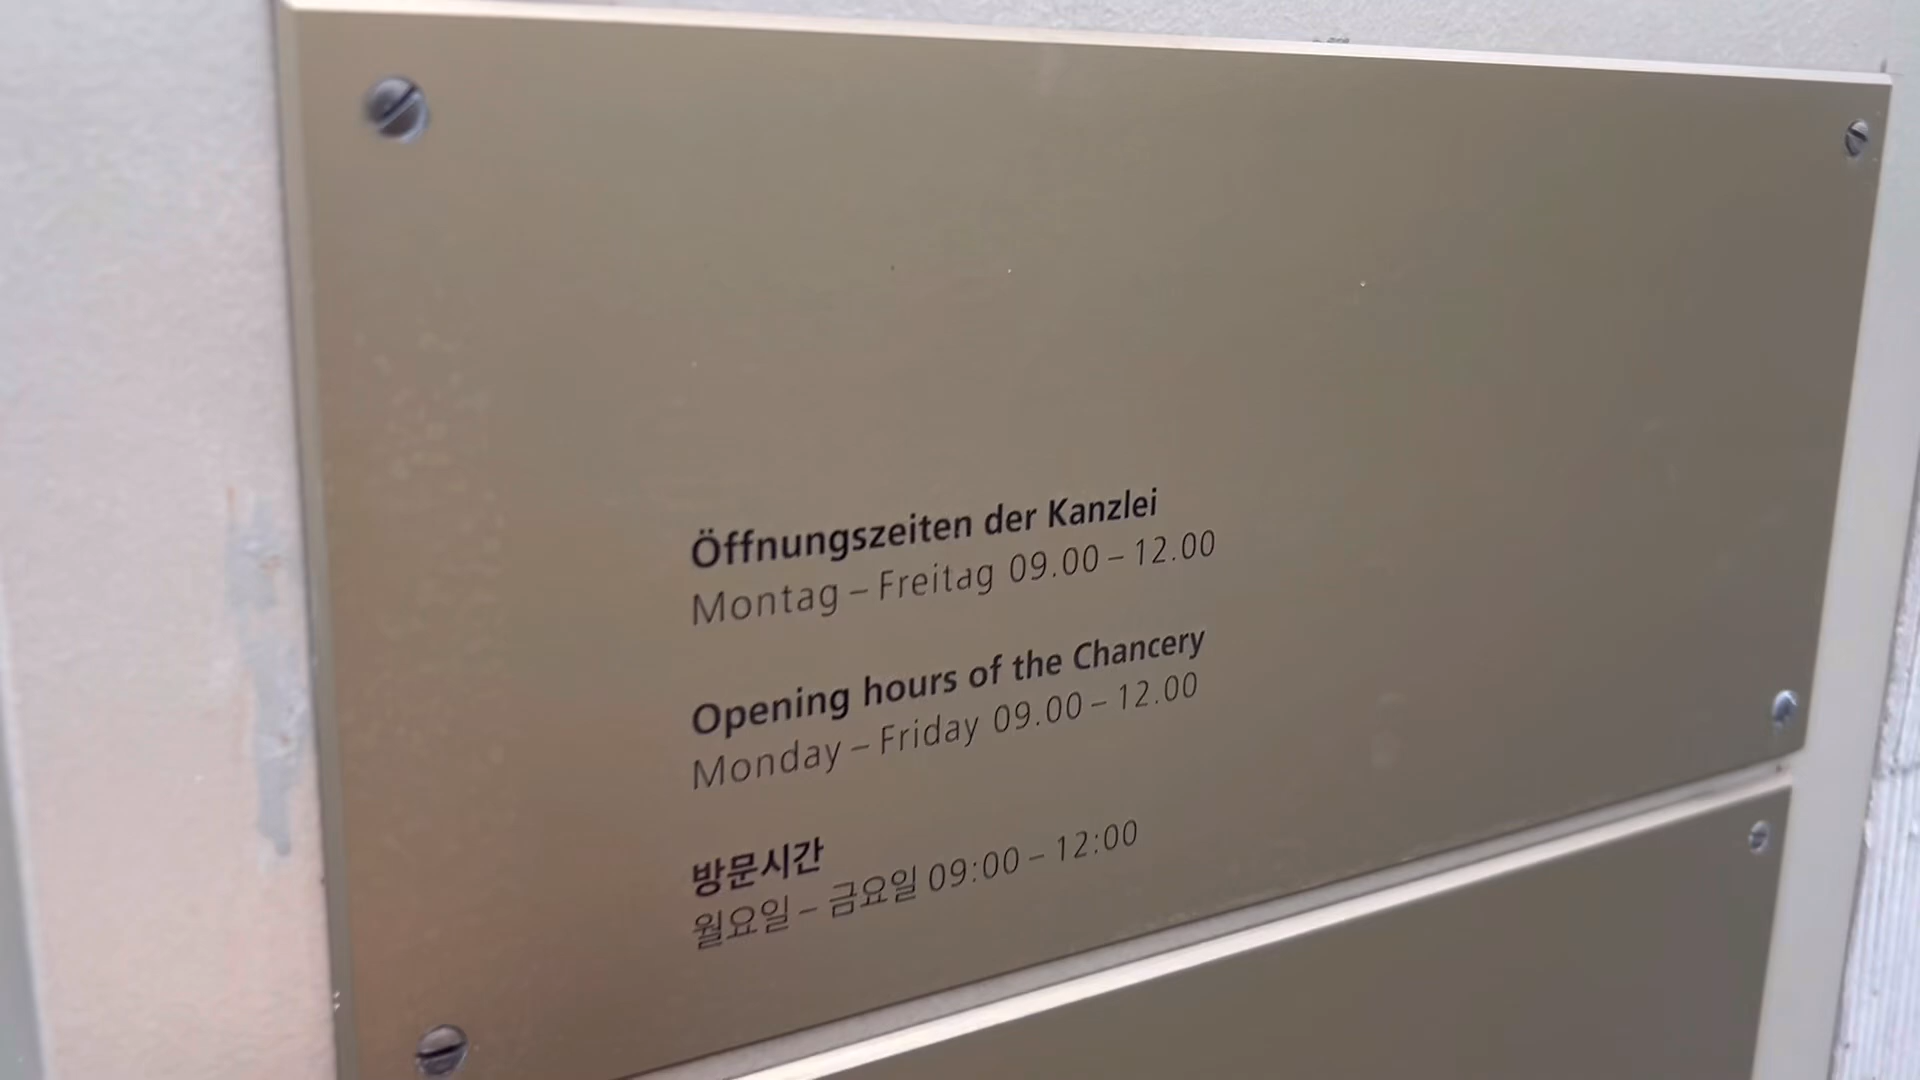 Öffnungszeiten der Kanzlei
Montag – Freitag 09.00 – 12.00
Opening hours of the Chancery
Monday – Friday 09.00 – 12.00
방문시간
월요일 – 금요일 09:00 – 12:00